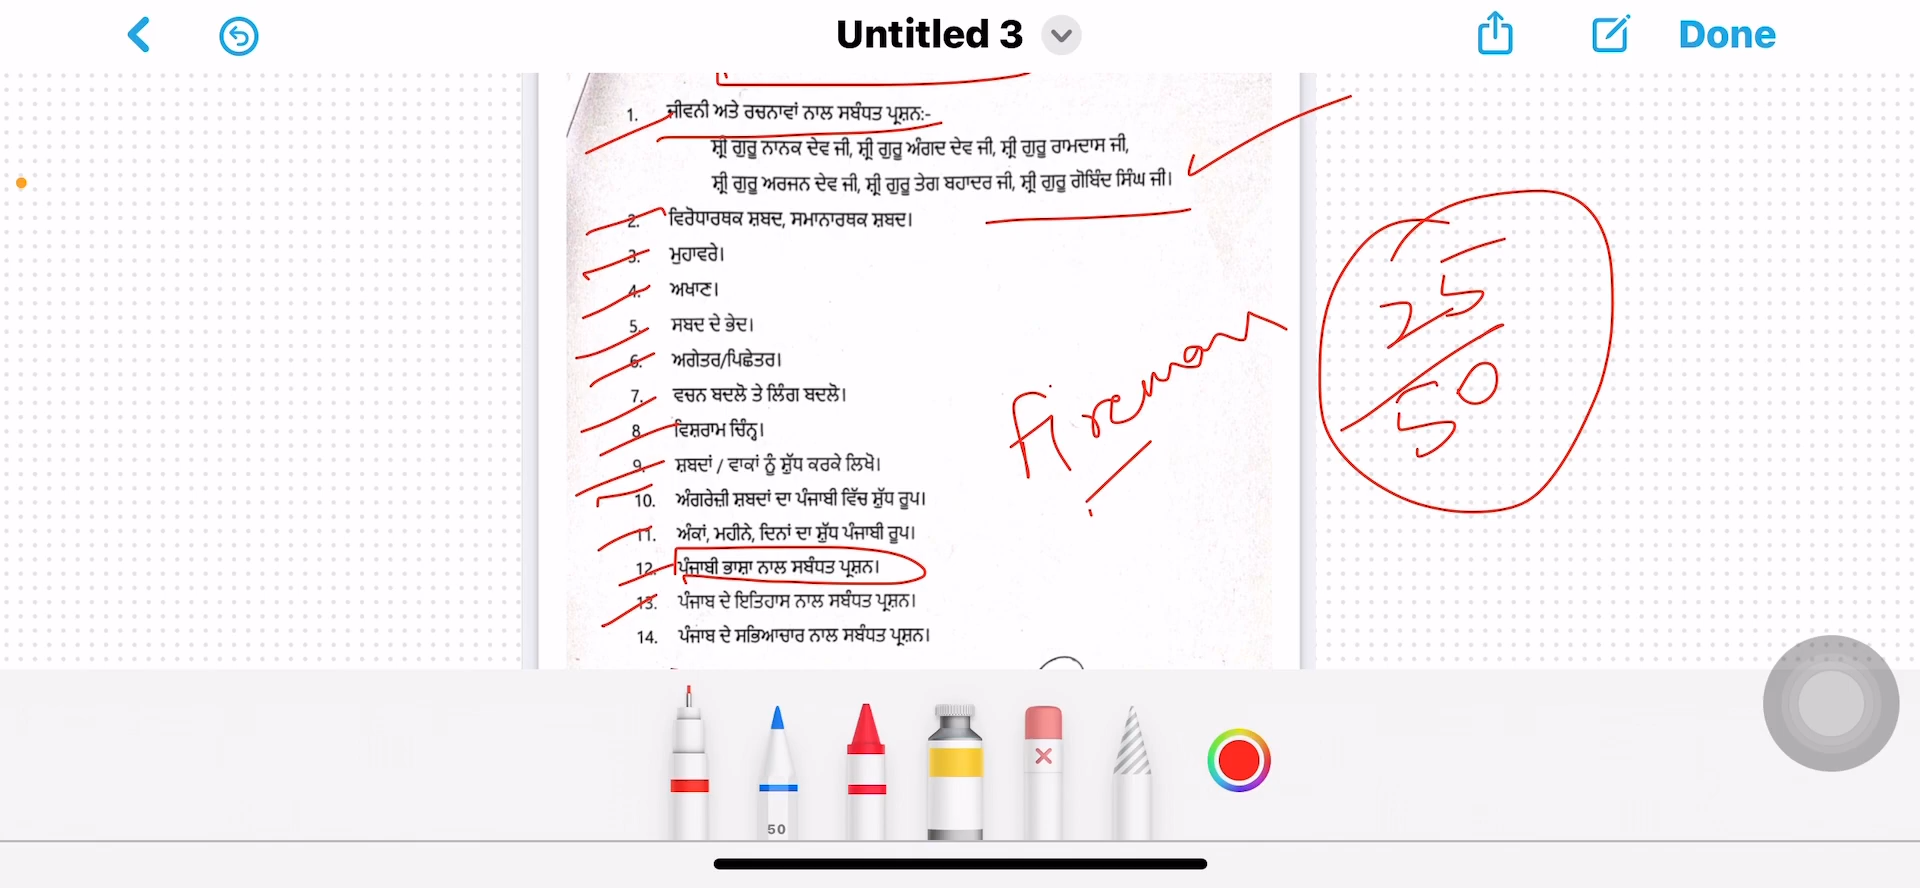 Untitled 3
Done
1. ਜੀਵਨੀ ਅਤੇ ਰਚਨਾਵਾਂ ਨਾਲ ਸਬੰਧਤ ਪ੍ਰਸ਼ਨ:-
ਸ਼੍ਰੀ ਗੁਰੂ ਨਾਨਕ ਦੇਵ ਜੀ, ਸ਼੍ਰੀ ਗੁਰੂ ਅੰਗਦ ਦੇਵ ਜੀ, ਸ਼੍ਰੀ ਗੁਰੂ ਰਾਮਦਾਸ ਜੀ,
ਸ਼੍ਰੀ ਗੁਰੂ ਅਰਜਨ ਦੇਵ ਜੀ, ਸ਼੍ਰੀ ਗੁਰੂ ਤੇਗ ਬਹਾਦਰ ਜੀ, ਸ਼੍ਰੀ ਗੁਰੂ ਗੋਬਿੰਦ ਸਿੰਘ ਜੀ।
2. ਵਿਰੋਧਾਰਥਕ ਸ਼ਬਦ, ਸਮਾਨਾਰਥਕ ਸ਼ਬਦ।
3. ਮੁਹਾਵਰੇ।
4. ਅਖਾਣ।
5. ਸਬਦ ਦੇ ਭੇਦ।
6. ਅਗੇਤਰ/ਪਿਛੇਤਰ।
7. ਵਚਨ ਬਦਲੋ ਤੇ ਲਿੰਗ ਬਦਲੋ।
8. ਵਿਸ਼ਰਾਮ ਚਿੰਨ੍ਹ।
9. ਸ਼ਬਦਾਂ / ਵਾਕਾਂ ਨੂੰ ਸ਼ੁੱਧ ਕਰਕੇ ਲਿਖੋ।
10. ਅੰਗਰੇਜ਼ੀ ਸ਼ਬਦਾਂ ਦਾ ਪੰਜਾਬੀ ਵਿੱਚ ਸ਼ੁੱਧ ਰੂਪ।
11. ਅੰਕਾਂ, ਮਹੀਨੇ, ਦਿਨਾਂ ਦਾ ਸ਼ੁੱਧ ਪੰਜਾਬੀ ਰੂਪ।
12. ਪੰਜਾਬੀ ਭਾਸ਼ਾ ਨਾਲ ਸਬੰਧਤ ਪ੍ਰਸ਼ਨ।
13. ਪੰਜਾਬ ਦੇ ਇਤਿਹਾਸ ਨਾਲ ਸਬੰਧਤ ਪ੍ਰਸ਼ਨ।
14. ਪੰਜਾਬ ਦੇ ਸਭਿਆਚਾਰ ਨਾਲ ਸਬੰਧਤ ਪ੍ਰਸ਼ਨ।
fireman
25
50
50